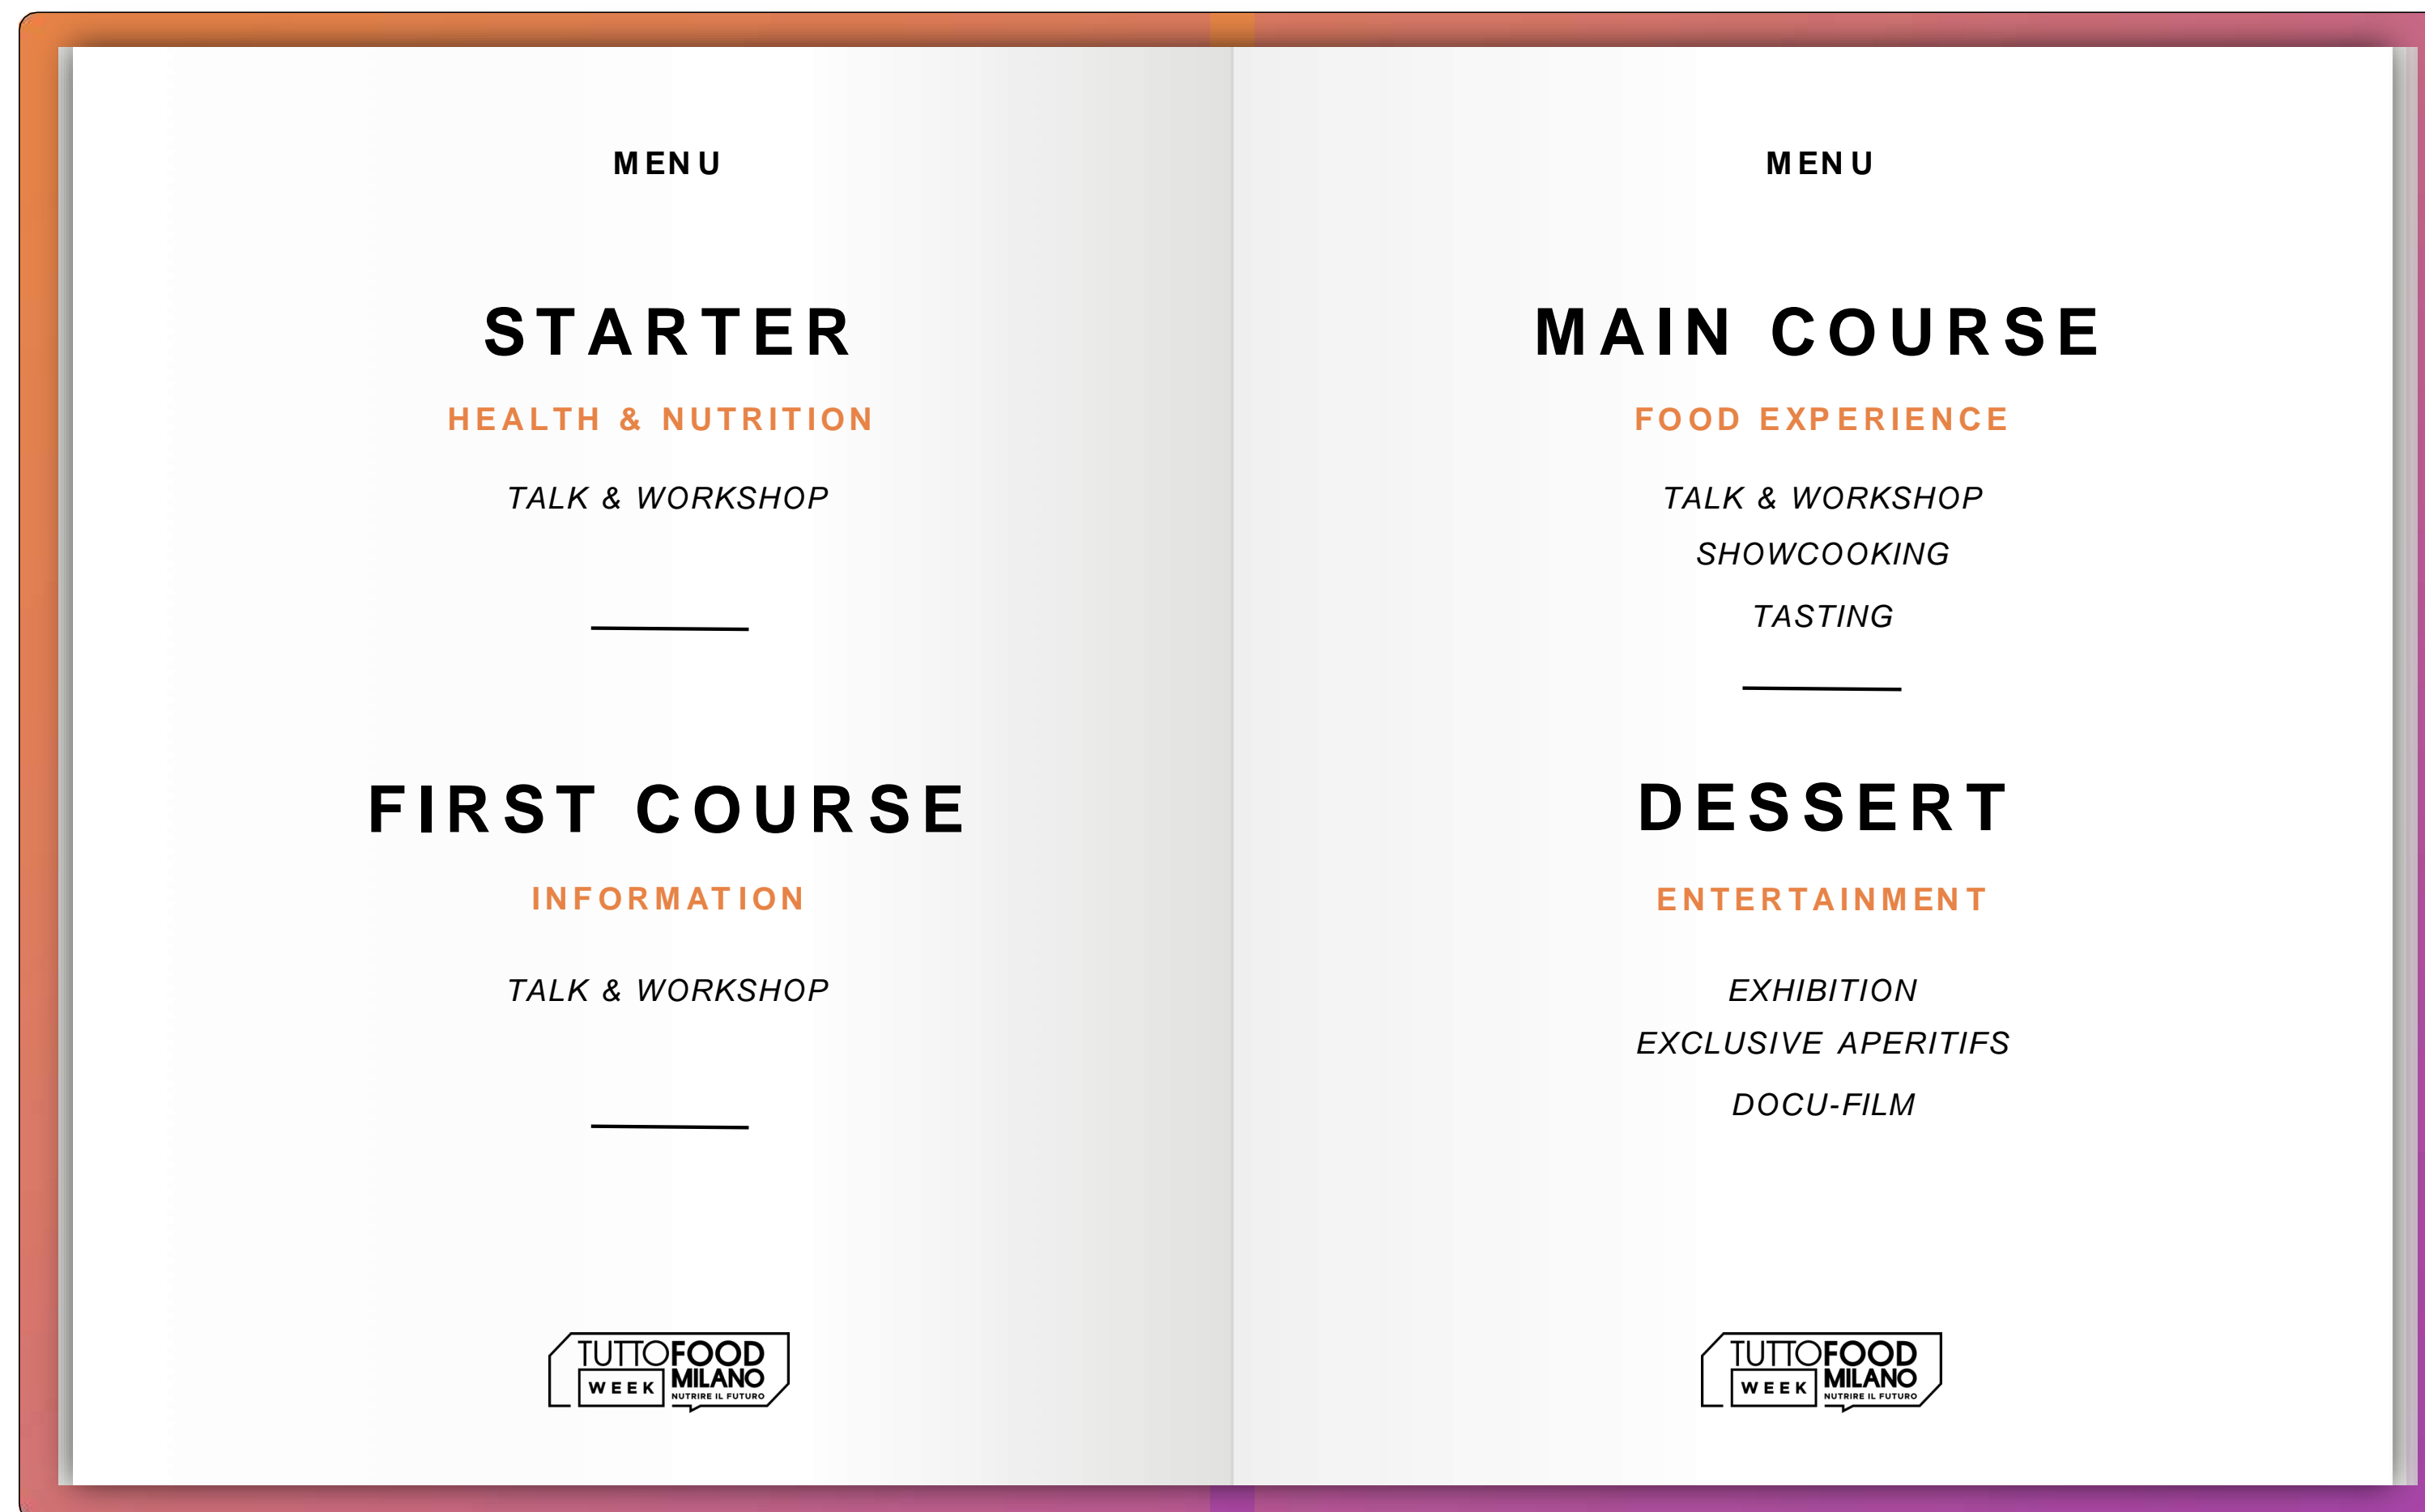 MENU
STARTER
HEALTH & NUTRITION
TALK & WORKSHOP
FIRST COURSE
INFORMATION
TALK & WORKSHOP
TUTTOFOOD
WEEK MILANO
NUTRIRE IL FUTURO
MENU
MAIN COURSE
FOOD EXPERIENCE
TALK & WORKSHOP
SHOWCOOKING
TASTING
DESSERT
ENTERTAINMENT
EXHIBITION
EXCLUSIVE APERITIFS
DOCU-FILM
TUTTOFOOD
WEEK MILANO
NUTRIRE IL FUTURO